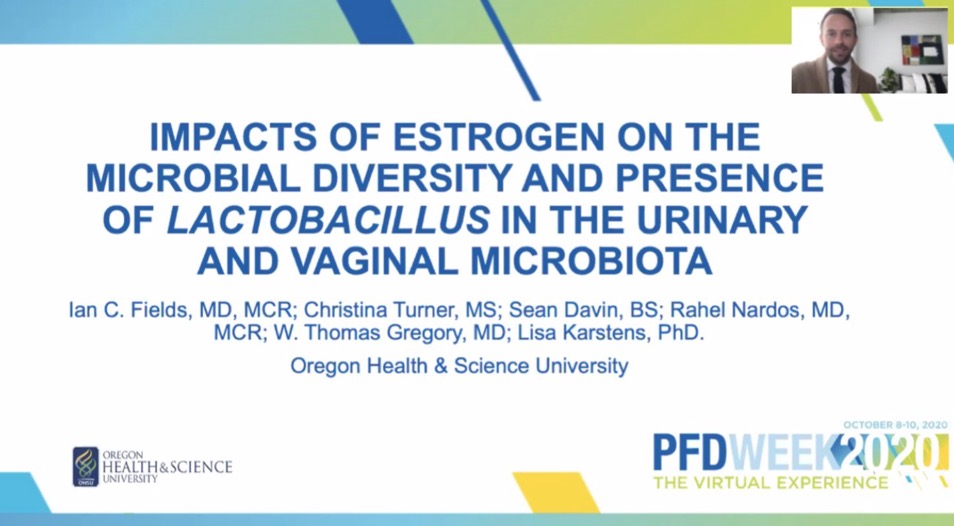 IMPACTS OF ESTROGEN ON THE
MICROBIAL DIVERSITY AND PRESENCE
OF LACTOBACILLUS IN THE URINARY
AND VAGINAL MICROBIOTA
Ian C. Fields, MD, MCR; Christina Turner, MS; Sean Davin, BS; Rahel Nardos, MD,
MCR; W. Thomas Gregory, MD; Lisa Karstens, PhD.
Oregon Health & Science University
OHSU
OREGON
HEALTH&SCIENCE
UNIVERSITY
OCTOBER 8-10, 2020
PFDWEEK2020
THE VIRTUAL EXPERIENCE